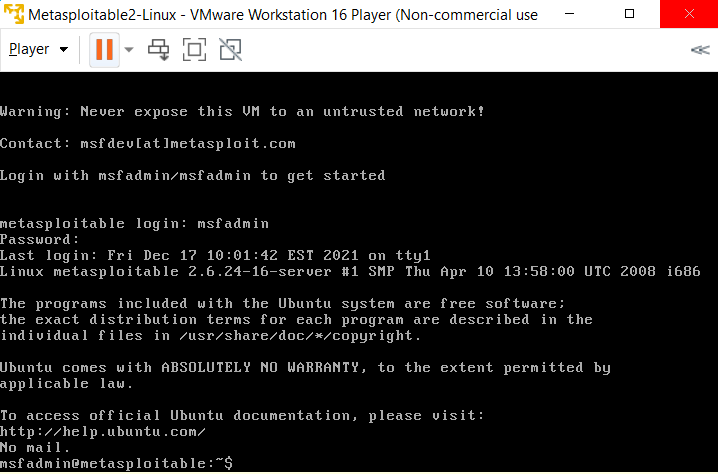 Metasploitable2-Linux - VMware Workstation 16 Player (Non-commercial use
Player
Warning: Never expose this VM to an untrusted network!
Contact: msfdev[at]metasploit.com
Login with msfadmin/msfadmin to get started
metasploitable login: msfadmin
Password:
Last login: Fri Dec 17 10:01:42 EST 2021 on tty1
Linux metasploitable 2.6.24-16-server #1 SMP Thu Apr 10 13:58:00 UTC 2008 i686
The programs included with the Ubuntu system are free software;
the exact distribution terms for each program are described in the
individual files in /usr/share/doc/*/copyright.
Ubuntu comes with ABSOLUTELY NO WARRANTY, to the extent permitted by
applicable law.
To access official Ubuntu documentation, please visit:
http://help.ubuntu.com/
No mail.
msfadmin@metasploitable:~$